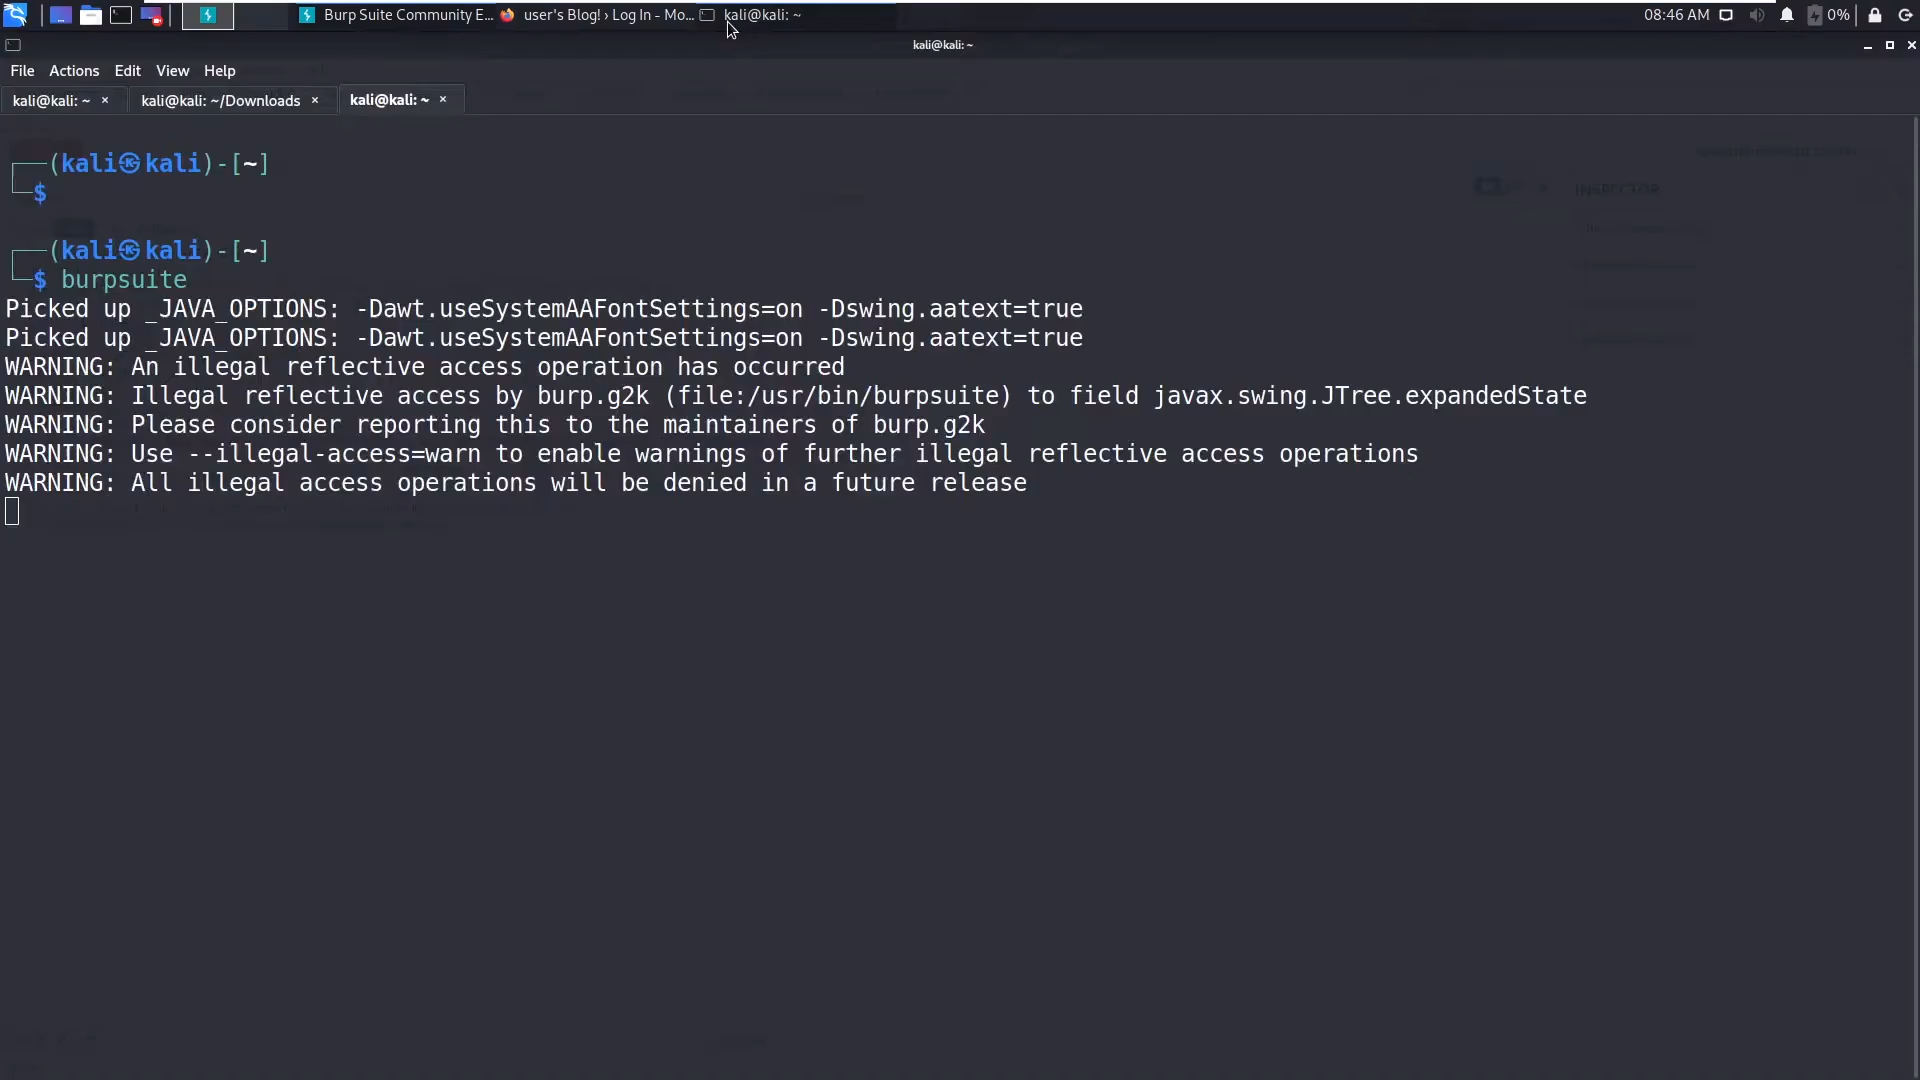 Burp Suite Community E... user's Blog! › Log In - Mo... kali@kali: ~ 08:46 AM 0%
kali@kali: ~
File Actions Edit View Help
kali@kali: ~ × kali@kali: ~/Downloads × kali@kali: ~ ×
┌──(kali㉿kali)-[~]
└─$
┌──(kali㉿kali)-[~]
└─$ burpsuite
Picked up _JAVA_OPTIONS: -Dawt.useSystemAAFontSettings=on -Dswing.aatext=true
Picked up _JAVA_OPTIONS: -Dawt.useSystemAAFontSettings=on -Dswing.aatext=true
WARNING: An illegal reflective access operation has occurred
WARNING: Illegal reflective access by burp.g2k (file:/usr/bin/burpsuite) to field javax.swing.JTree.expandedState
WARNING: Please consider reporting this to the maintainers of burp.g2k
WARNING: Use --illegal-access=warn to enable warnings of further illegal reflective access operations
WARNING: All illegal access operations will be denied in a future release
INSPECTOR